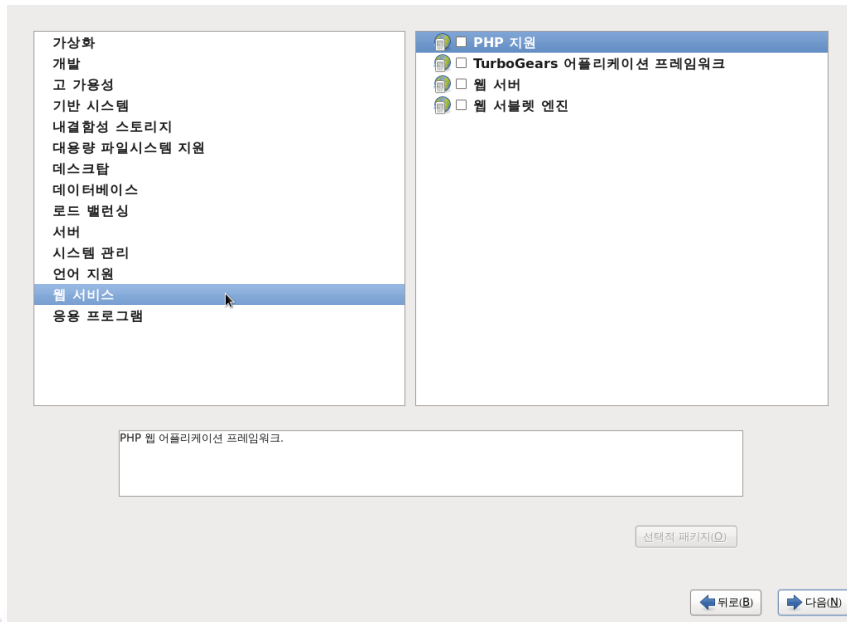 가상화
개발
고 가용성
기반 시스템
내결함성 스토리지
대용량 파일시스템 지원
데스크탑
데이터베이스
로드 밸런싱
서버
시스템 관리
언어 지원
웹 서비스
응용 프로그램
PHP 지원
TurboGears 어플리케이션 프레임워크
웹 서버
웹 서블렛 엔진
PHP 웹 어플리케이션 프레임워크.
선택적 패키지(O)
뒤로(B)
다음(N)